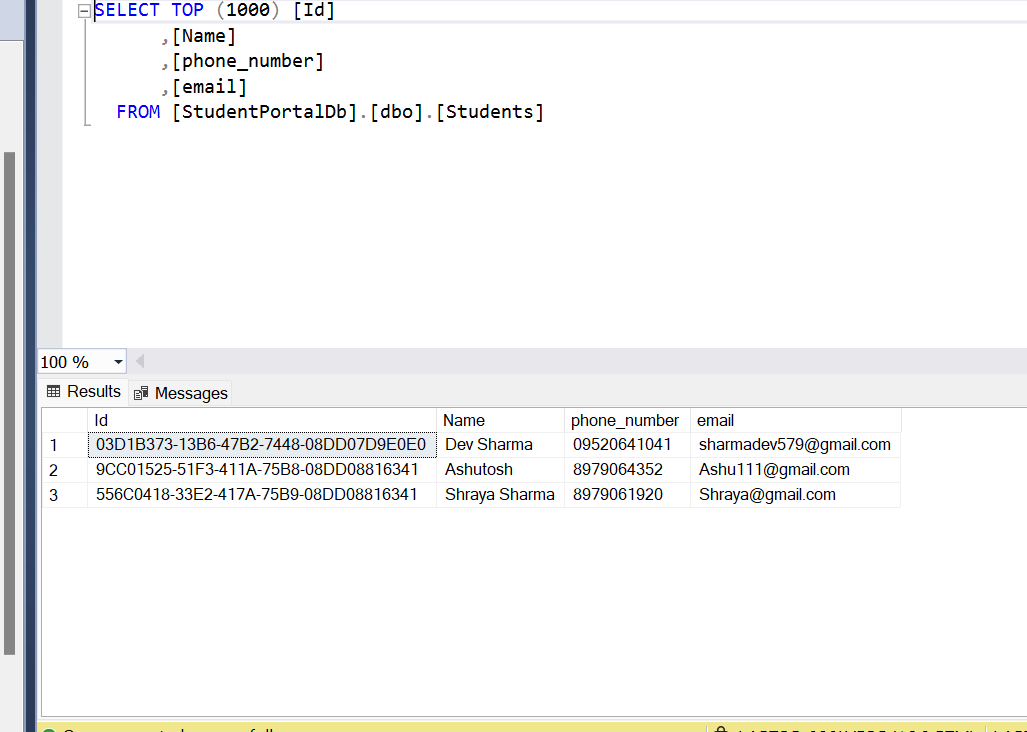 SELECT TOP (1000) [Id]
,[Name]
,[phone_number]
,[email]
FROM [StudentPortalDb].[dbo].[Students]
100 %
Results Messages
Id Name phone_number email
1 03D1B373-13B6-47B2-7448-08DD07D9E0E0 Dev Sharma 09520641041 sharmadev579@gmail.com
2 9CC01525-51F3-411A-75B8-08DD08816341 Ashutosh 8979064352 Ashu111@gmail.com
3 556C0418-33E2-417A-75B9-08DD08816341 Shraya Sharma 8979061920 Shraya@gmail.com